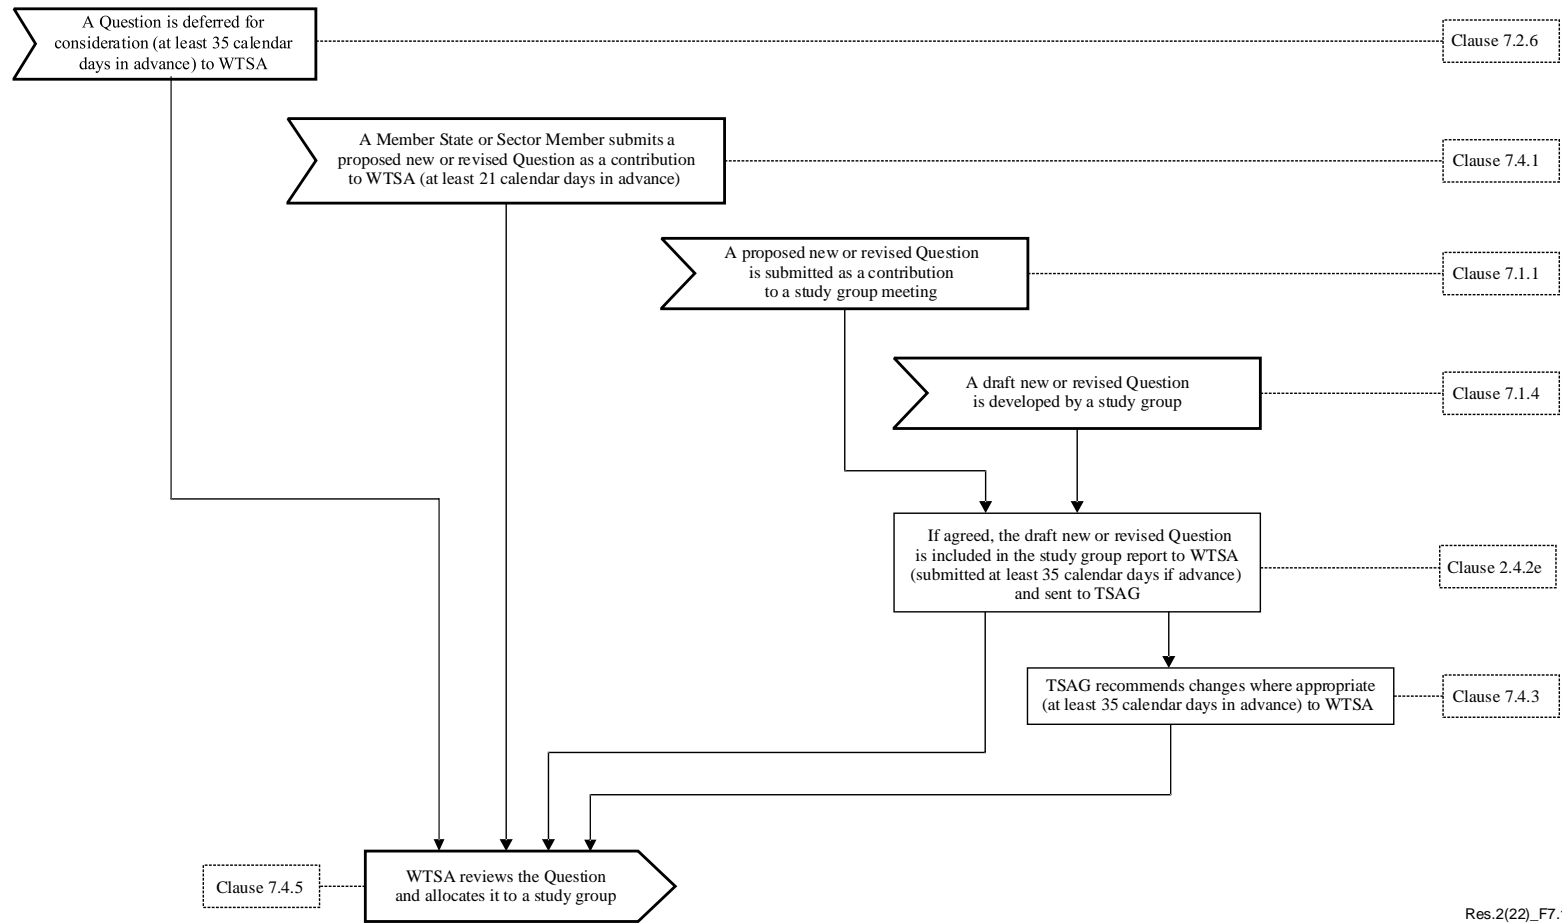 A Question is deferred for
consideration (at least 35 calendar
days in advance) to WTSA
Clause 7.2.6
A Member State or Sector Member submits a
proposed new or revised Question as a contribution
to WTSA (at least 21 calendar days in advance)
Clause 7.4.1
A proposed new or revised Question
is submitted as a contribution
to a study group meeting
Clause 7.1.1
A draft new or revised Question
is developed by a study group
Clause 7.1.4
If agreed, the draft new or revised Question
is included in the study group report to WTSA
(submitted at least 35 calendar days if advance)
and sent to TSAG
Clause 2.4.2e
TSAG recommends changes where appropriate
(at least 35 calendar days in advance) to WTSA
Clause 7.4.3
Clause 7.4.5
WTSA reviews the Question
and allocates it to a study group
Res.2(22)_F7.